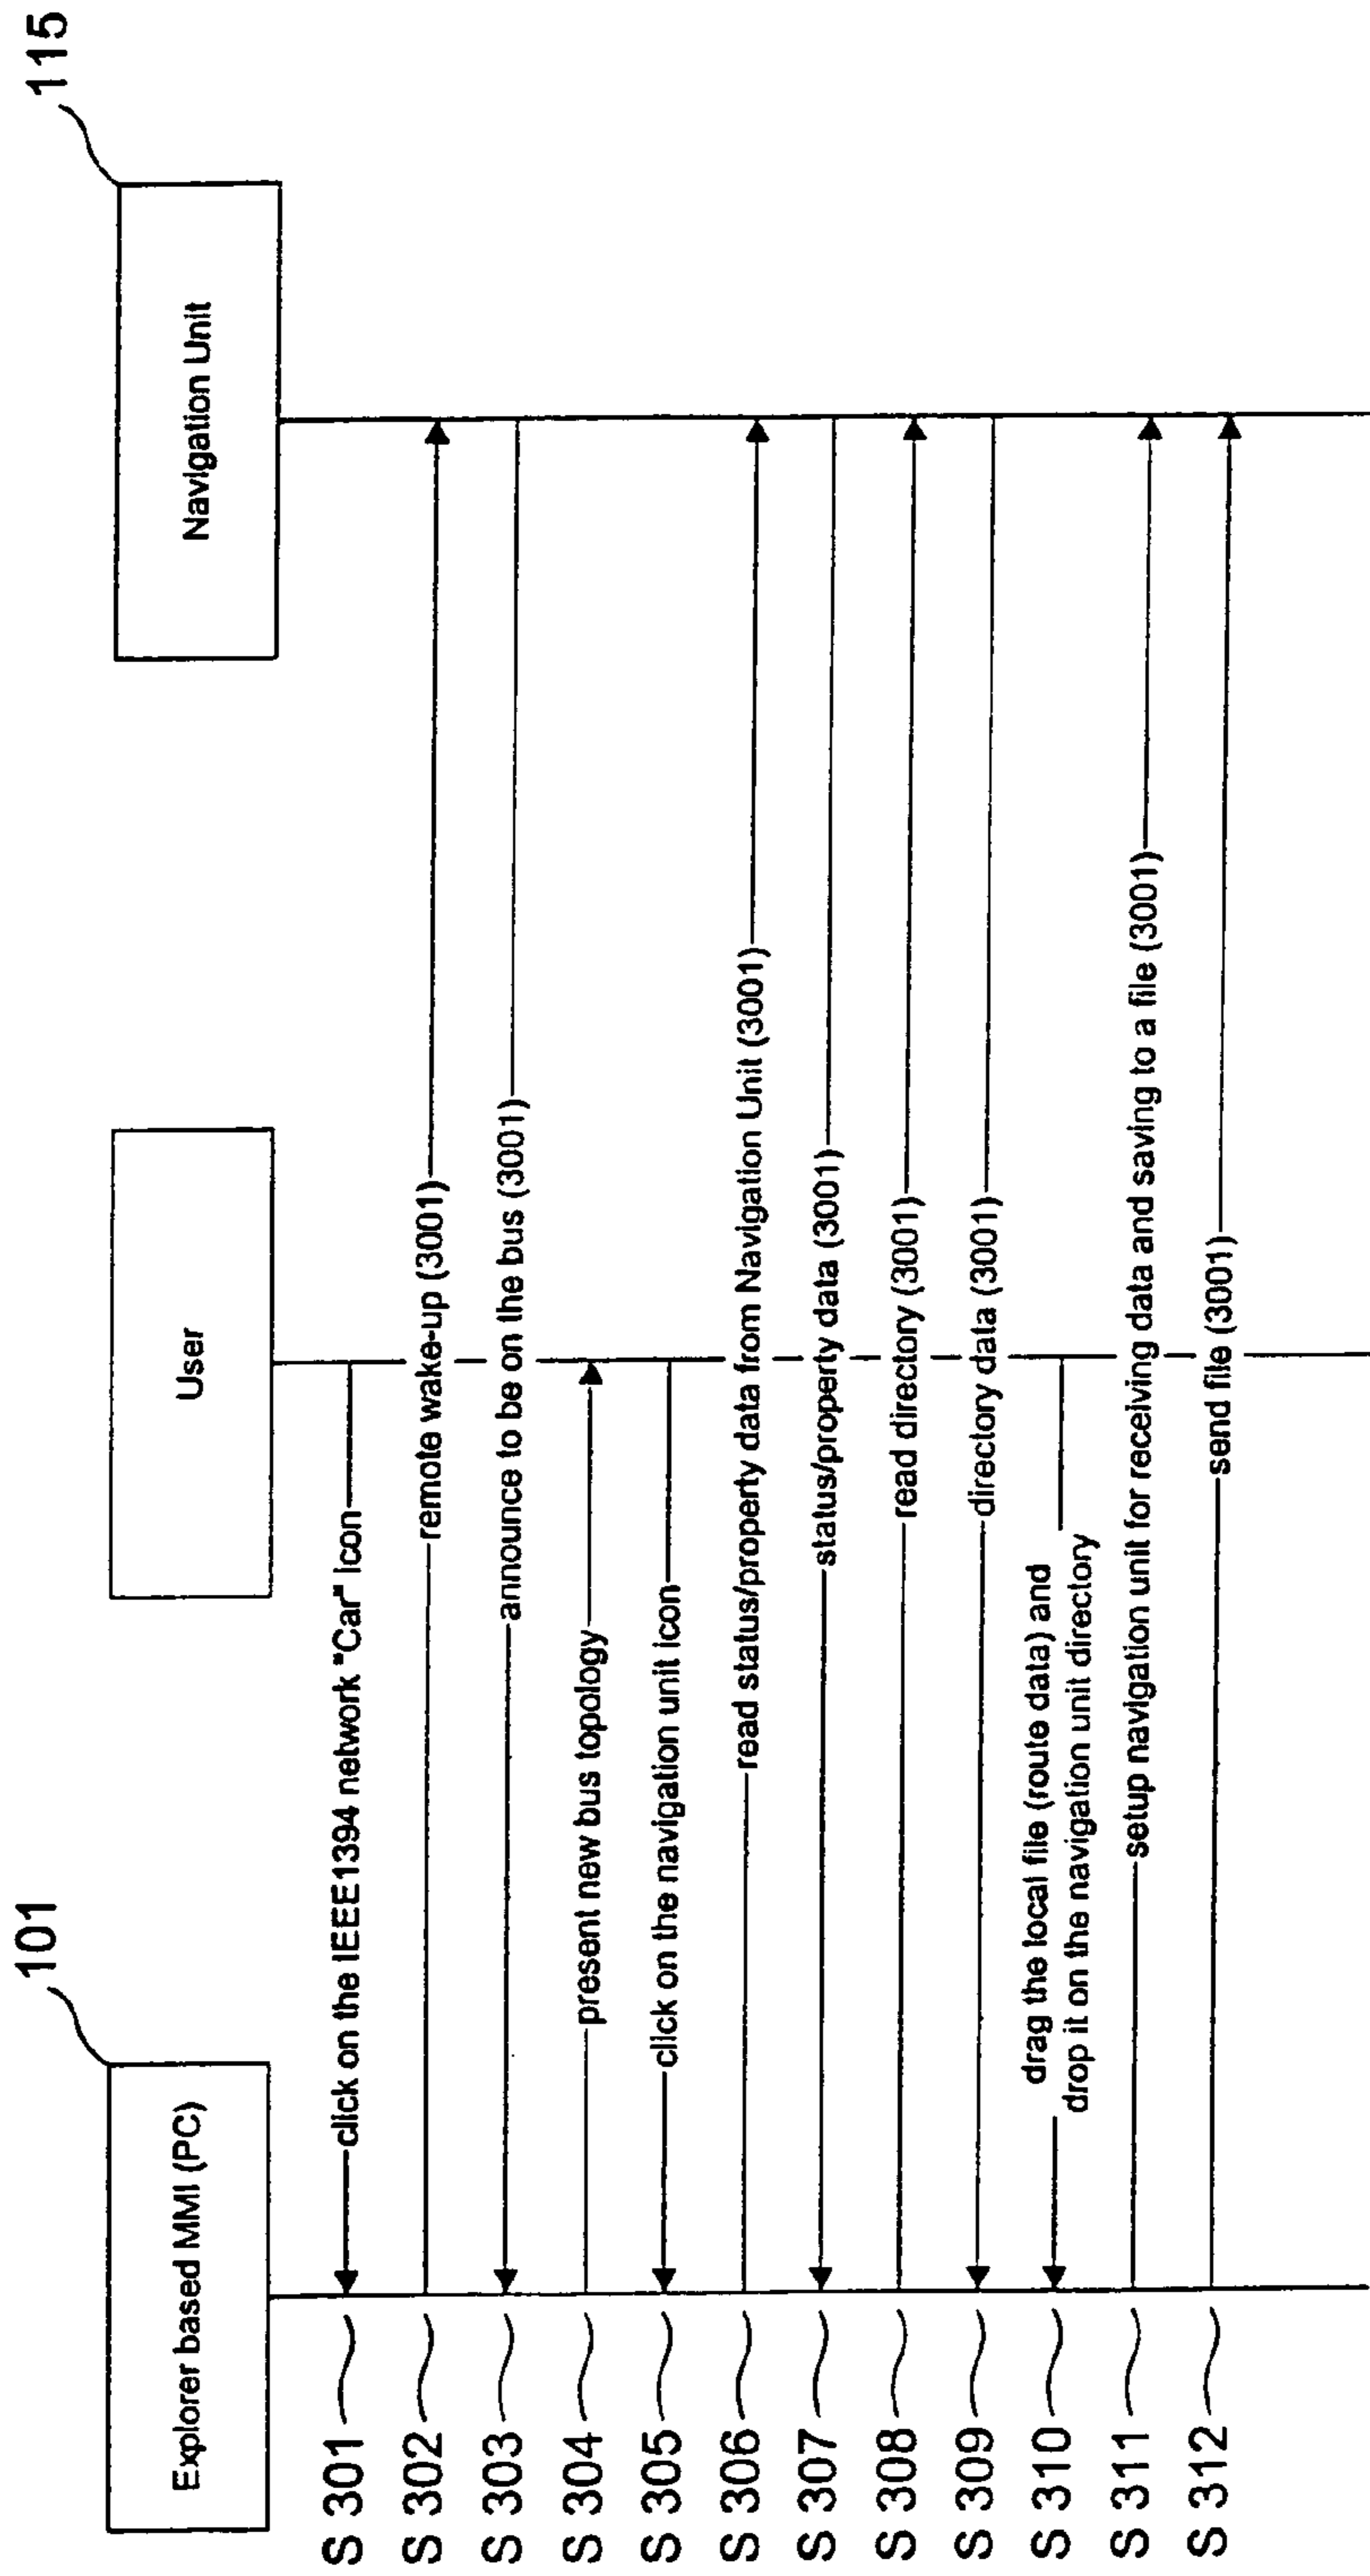 101
115
Explorer based MMI (PC)
User
Navigation Unit
S 301
click on the IEEE1394 network "Car" icon
S 302
remote wake-up (3001)
S 303
announce to be on the bus (3001)
S 304
present new bus topology
S 305
click on the navigation unit icon
S 306
read status/property data from Navigation Unit (3001)
S 307
status/property data (3001)
S 308
read directory (3001)
S 309
directory data (3001)
S 310
drag the local file (route data) and
drop it on the navigation unit directory
S 311
setup navigation unit for receiving data and saving to a file (3001)
S 312
send file (3001)